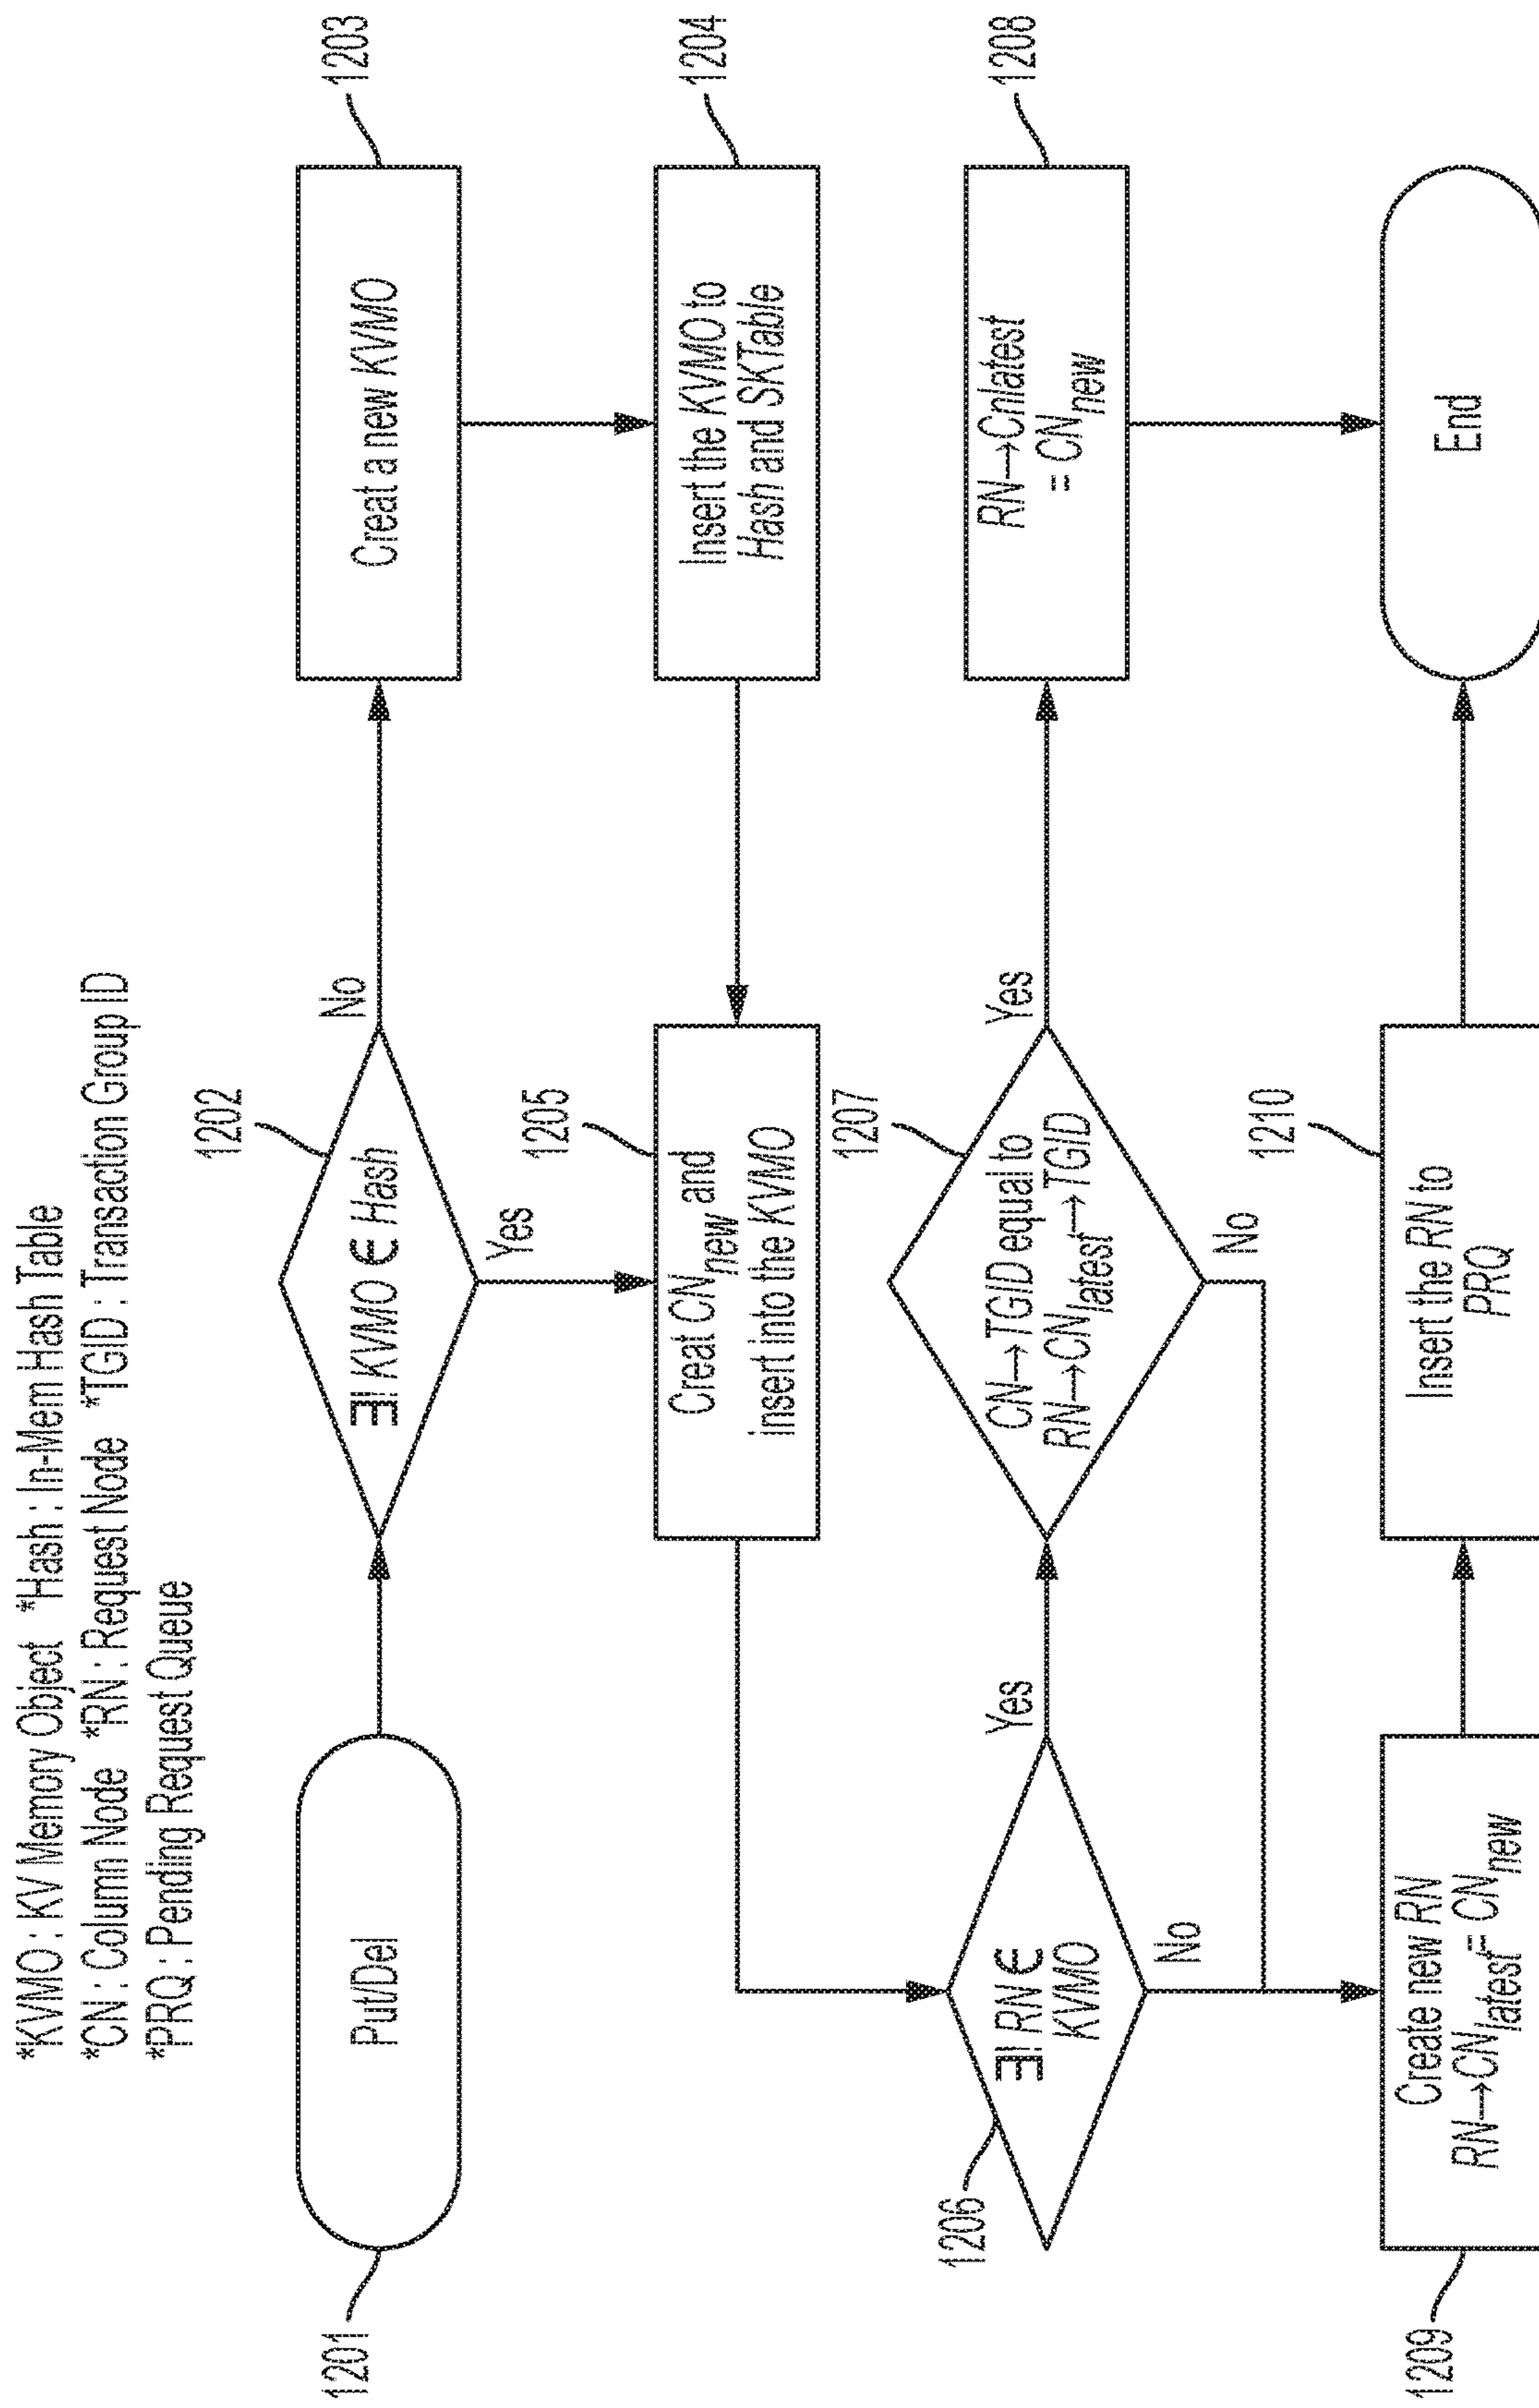 *KVMO : KV Memory Object *Hash : In-Mem Hash Table
*CN : Column Node *RN : Request Node *TGID : Transaction Group ID
*PRQ : Pending Request Queue
1201
Put/Del
1202
∃! KVMO ∈ Hash
No
Yes
1203
Creat a new KVMO
1204
Insert the KVMO to
Hash and SKTable
1205
Creat CNnew and
insert into the KVMO
1206
∃! RN ∈
KVMO
Yes
No
1207
CN→TGID equal to
RN→CNlatest→TGID
Yes
No
1208
RN→Cnlatest
= CNnew
1209
Create new RN
RN→CNlatest= CNnew
1210
Insert the RN to
PRQ
End